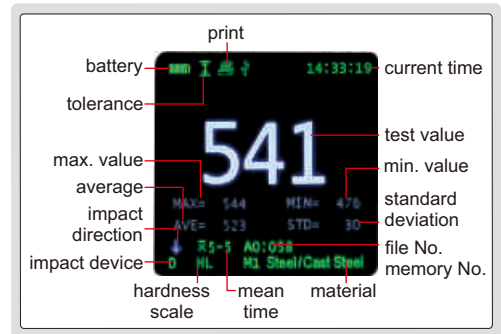 print
battery
14:33:19
current time
tolerance
541
test value
max. value
min. value
MAX= 544 MIN= 476
average
standard deviation
AVE= 523 STD= 30
impact direction
x̄5-5 A0:058
file No.
memory No.
impact device
D HL M1 Steel/Cast Steel
hardness scale
mean time
material